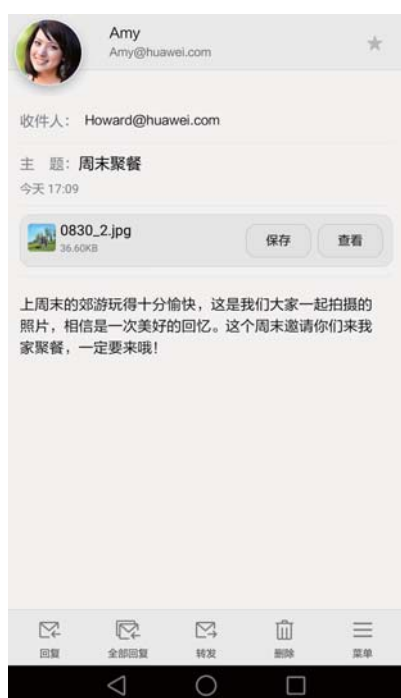 Amy
Amy@huawei.com
收件人： Howard@huawei.com
主 题：周末聚餐
今天 17:09
0830_2.jpg
36.60KB
保存
查看
上周末的郊游玩得十分愉快，这是我们大家一起拍摄的
照片，相信是一次美好的回忆。这个周末邀请你们来我
家聚餐，一定要来哦！
回复
全部回复
转发
删除
菜单